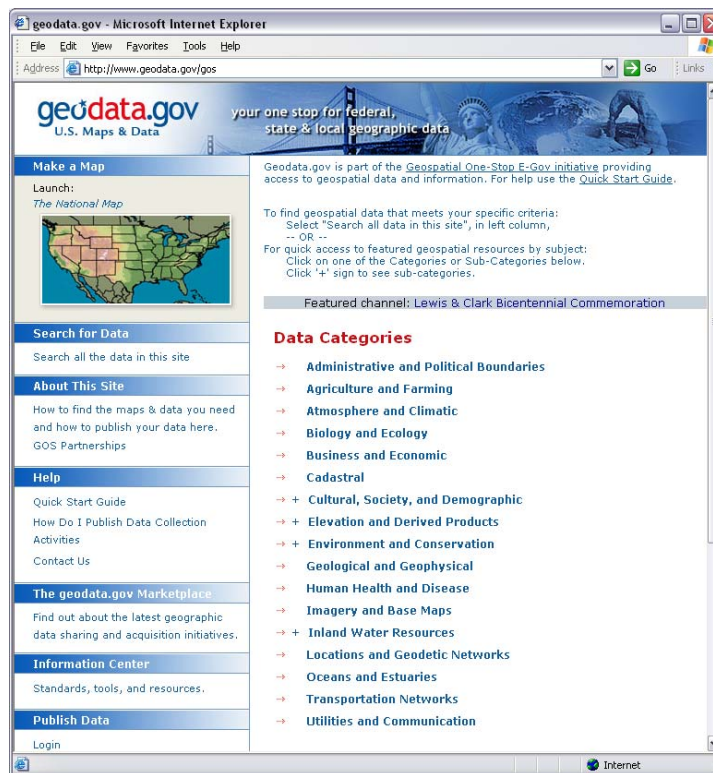 geodata.gov - Microsoft Internet Explorer
File Edit View Favorites Tools Help
Address http://www.geodata.gov/gos Go Links
geodata.gov
U.S. Maps & Data
your one stop for federal,
state & local geographic data
Make a Map
Launch:
The National Map
Search for Data
Search all the data in this site
About This Site
How to find the maps & data you need
and how to publish your data here.
GOS Partnerships
Help
Quick Start Guide
How Do I Publish Data Collection
Activities
Contact Us
The geodata.gov Marketplace
Find out about the latest geographic
data sharing and acquisition initiatives.
Information Center
Standards, tools, and resources.
Publish Data
Login
Geodata.gov is part of the Geospatial One-Stop E-Gov initiative providing
access to geospatial data and information. For help use the Quick Start Guide.
To find geospatial data that meets your specific criteria:
Select "Search all data in this site", in left column,
-- OR --
For quick access to featured geospatial resources by subject:
Click on one of the Categories or Sub-Categories below.
Click '+' sign to see sub-categories.
Featured channel: Lewis & Clark Bicentennial Commemoration
Data Categories
→ Administrative and Political Boundaries
→ Agriculture and Farming
→ Atmosphere and Climatic
→ Biology and Ecology
→ Business and Economic
→ Cadastral
→ + Cultural, Society, and Demographic
→ + Elevation and Derived Products
→ + Environment and Conservation
→ Geological and Geophysical
→ Human Health and Disease
→ Imagery and Base Maps
→ + Inland Water Resources
→ Locations and Geodetic Networks
→ Oceans and Estuaries
→ Transportation Networks
→ Utilities and Communication
Internet